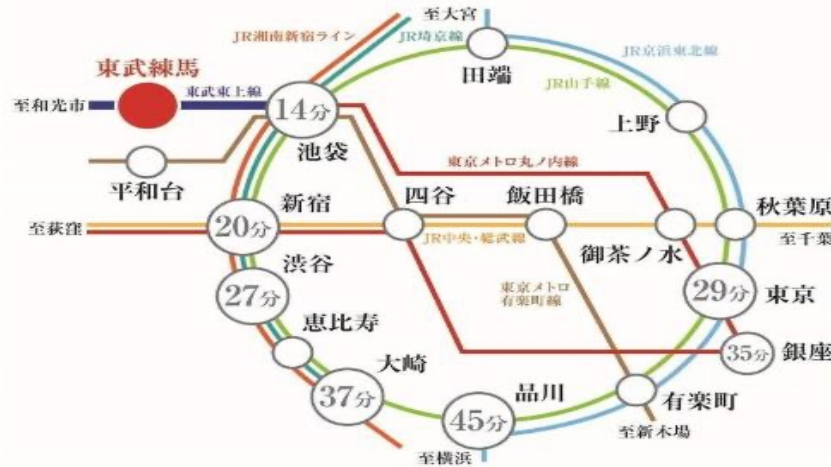 至大宮
JR湘南新宿ライン
JR埼京線
JR京浜東北線
田端
JR山手線
東武練馬
東武東上線
至和光市
14分
池袋
上野
東京メトロ丸ノ内線
平和台
新宿
四谷
飯田橋
秋葉原
至荻窪
20分
JR中央・総武線
御茶ノ水
至千葉
渋谷
27分
東京メトロ
有楽町線
29分
東京
恵比寿
35分
銀座
大崎
37分
品川
45分
有楽町
至新木場
至横浜